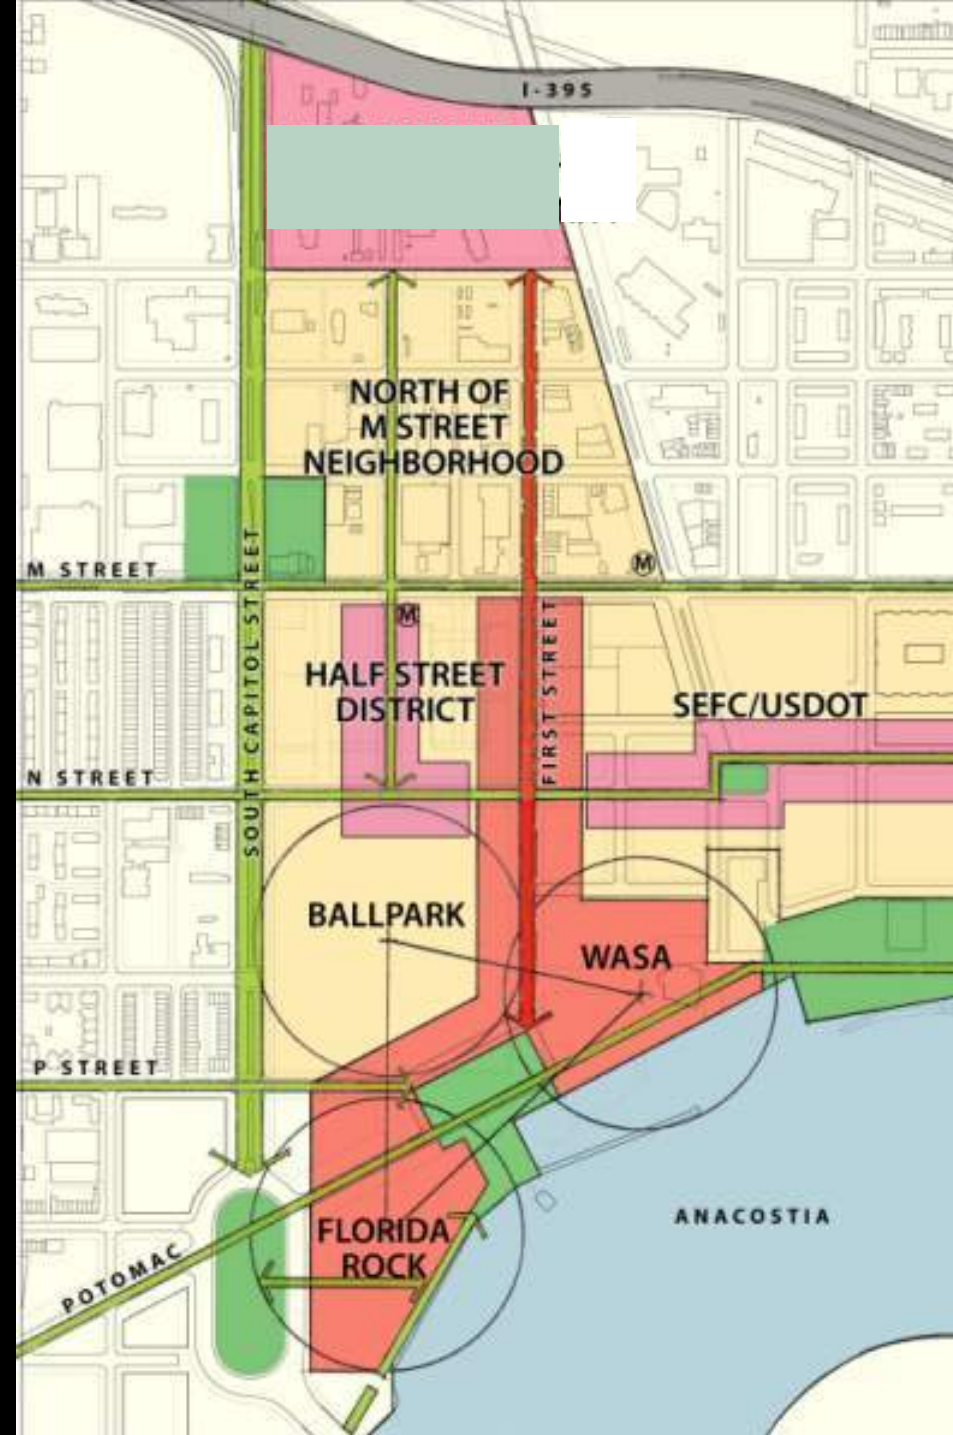 I-395
NORTH OF
M STREET
NEIGHBORHOOD
M STREET
M
M
SOUTH CAPITOL STREET
HALF STREET
DISTRICT
FIRST STREET
SEFC/USDOT
N STREET
BALLPARK
WASA
P STREET
ANACOSTIA
FLORIDA
ROCK
POTOMAC